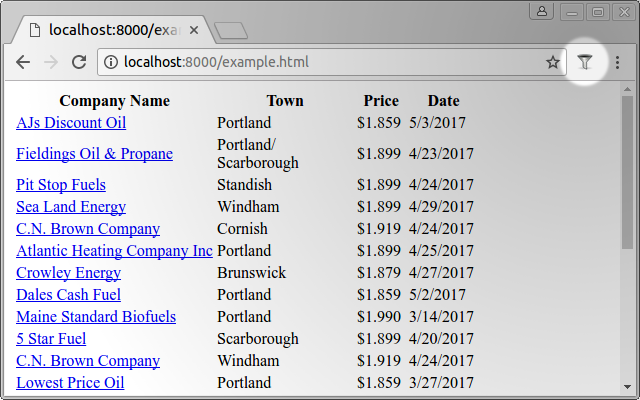 localhost:8000/exam
localhost:8000/example.html
Company Name Town Price Date
AJs Discount Oil Portland $1.859 5/3/2017
Fieldings Oil & Propane Portland/ $1.899 4/23/2017
Scarborough
Pit Stop Fuels Standish $1.899 4/24/2017
Sea Land Energy Windham $1.899 4/29/2017
C.N. Brown Company Cornish $1.919 4/24/2017
Atlantic Heating Company Inc Portland $1.899 4/25/2017
Crowley Energy Brunswick $1.879 4/27/2017
Dales Cash Fuel Portland $1.859 5/2/2017
Maine Standard Biofuels Portland $1.990 3/14/2017
5 Star Fuel Scarborough $1.899 4/20/2017
C.N. Brown Company Windham $1.919 4/24/2017
Lowest Price Oil Portland $1.859 3/27/2017